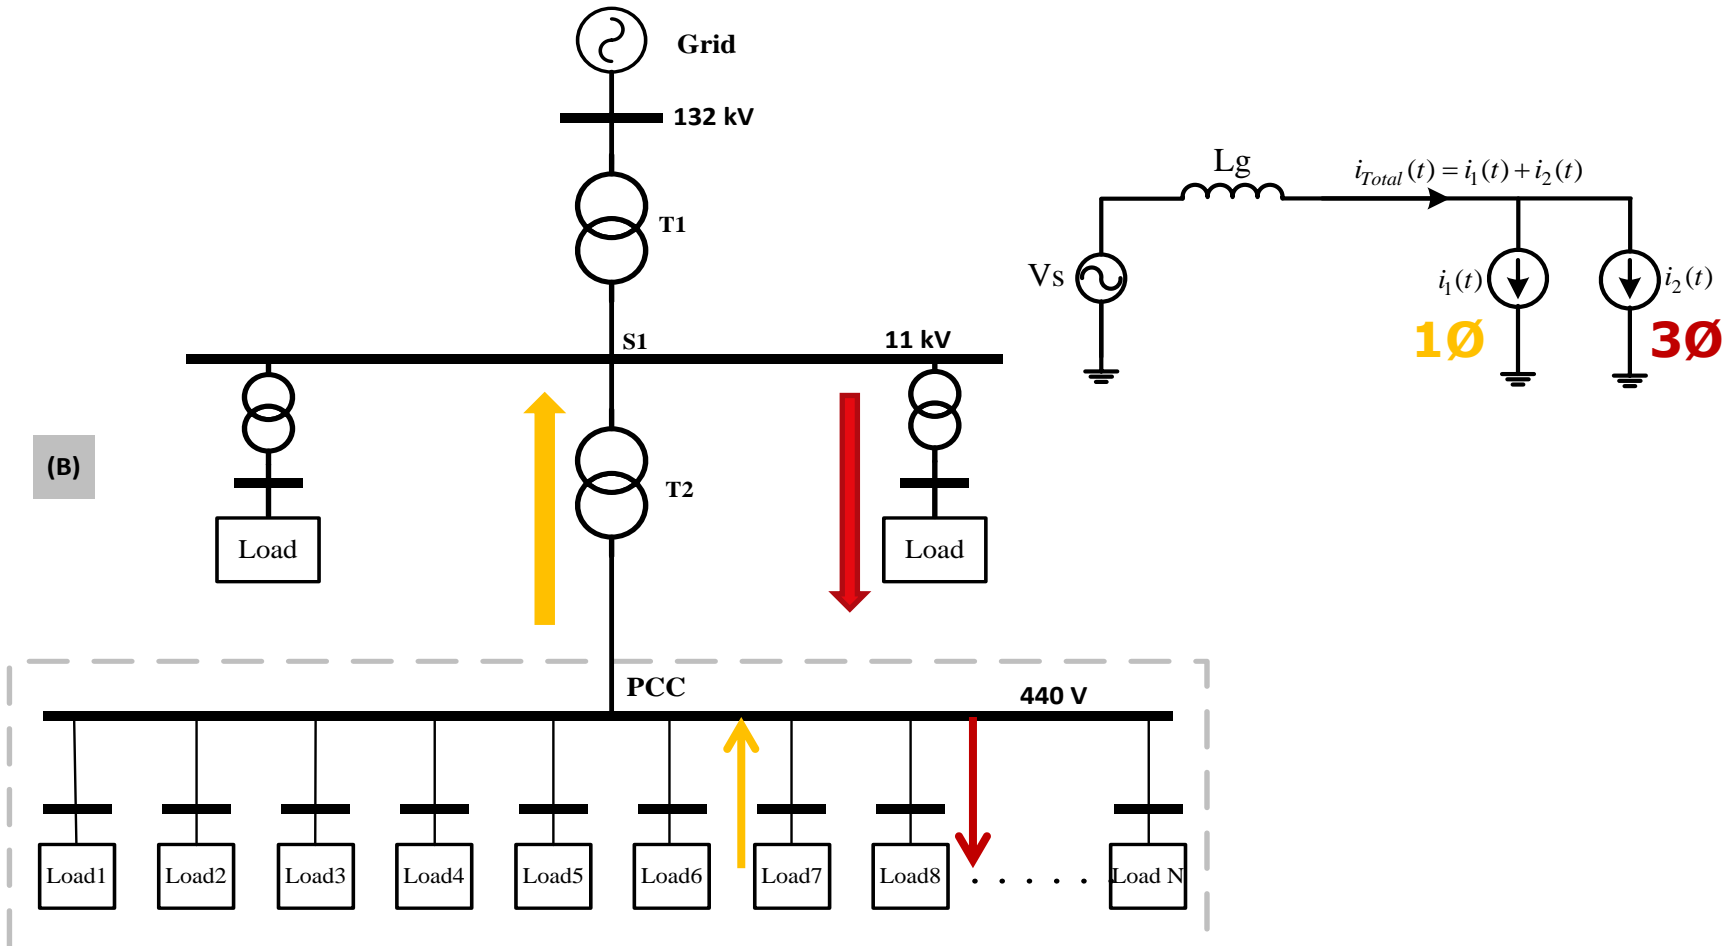 Grid
132 kV
T1
S1
11 kV
T2
Load
Load
(B)
PCC
440 V
Load1
Load2
Load3
Load4
Load5
Load6
Load7
Load8
. . . . .
Load N
Lg
i_Total(t) = i_1(t) + i_2(t)
Vs
i_1(t)
i_2(t)
1Ø
3Ø